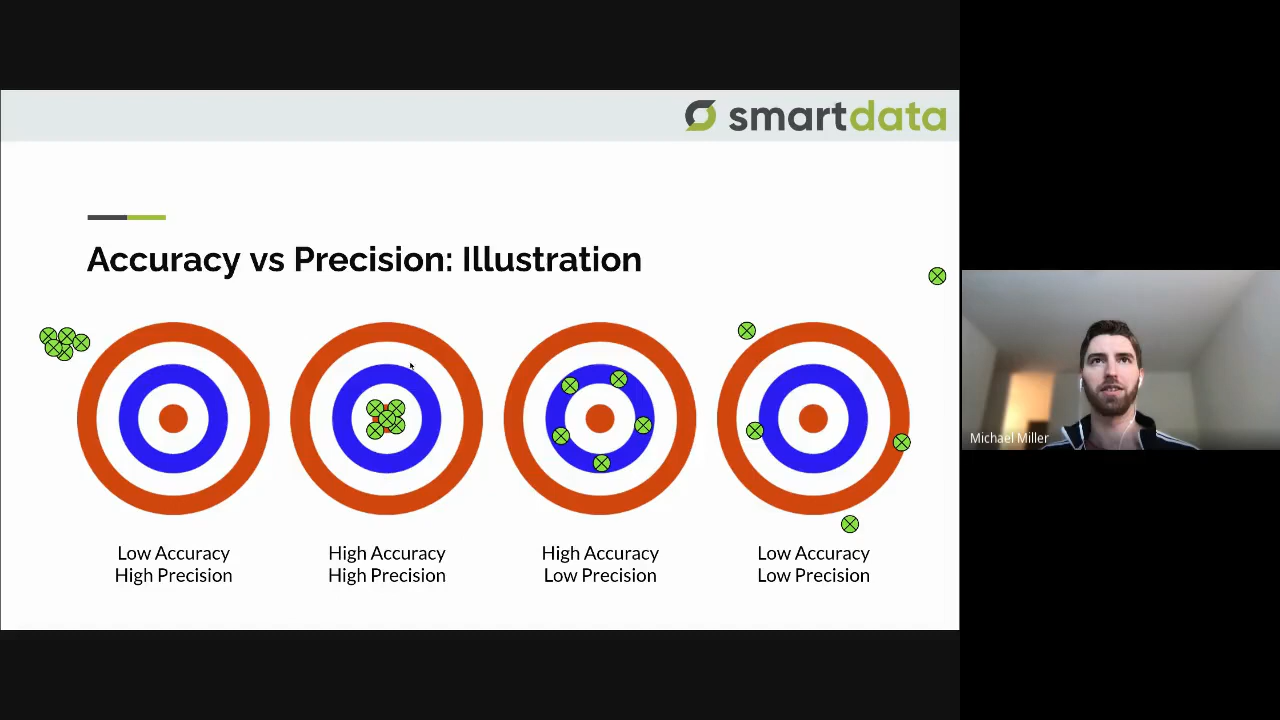 smartdata
Accuracy vs Precision: Illustration
Low Accuracy
High Precision
High Accuracy
High Precision
High Accuracy
Low Precision
Low Accuracy
Low Precision
Michael Miller